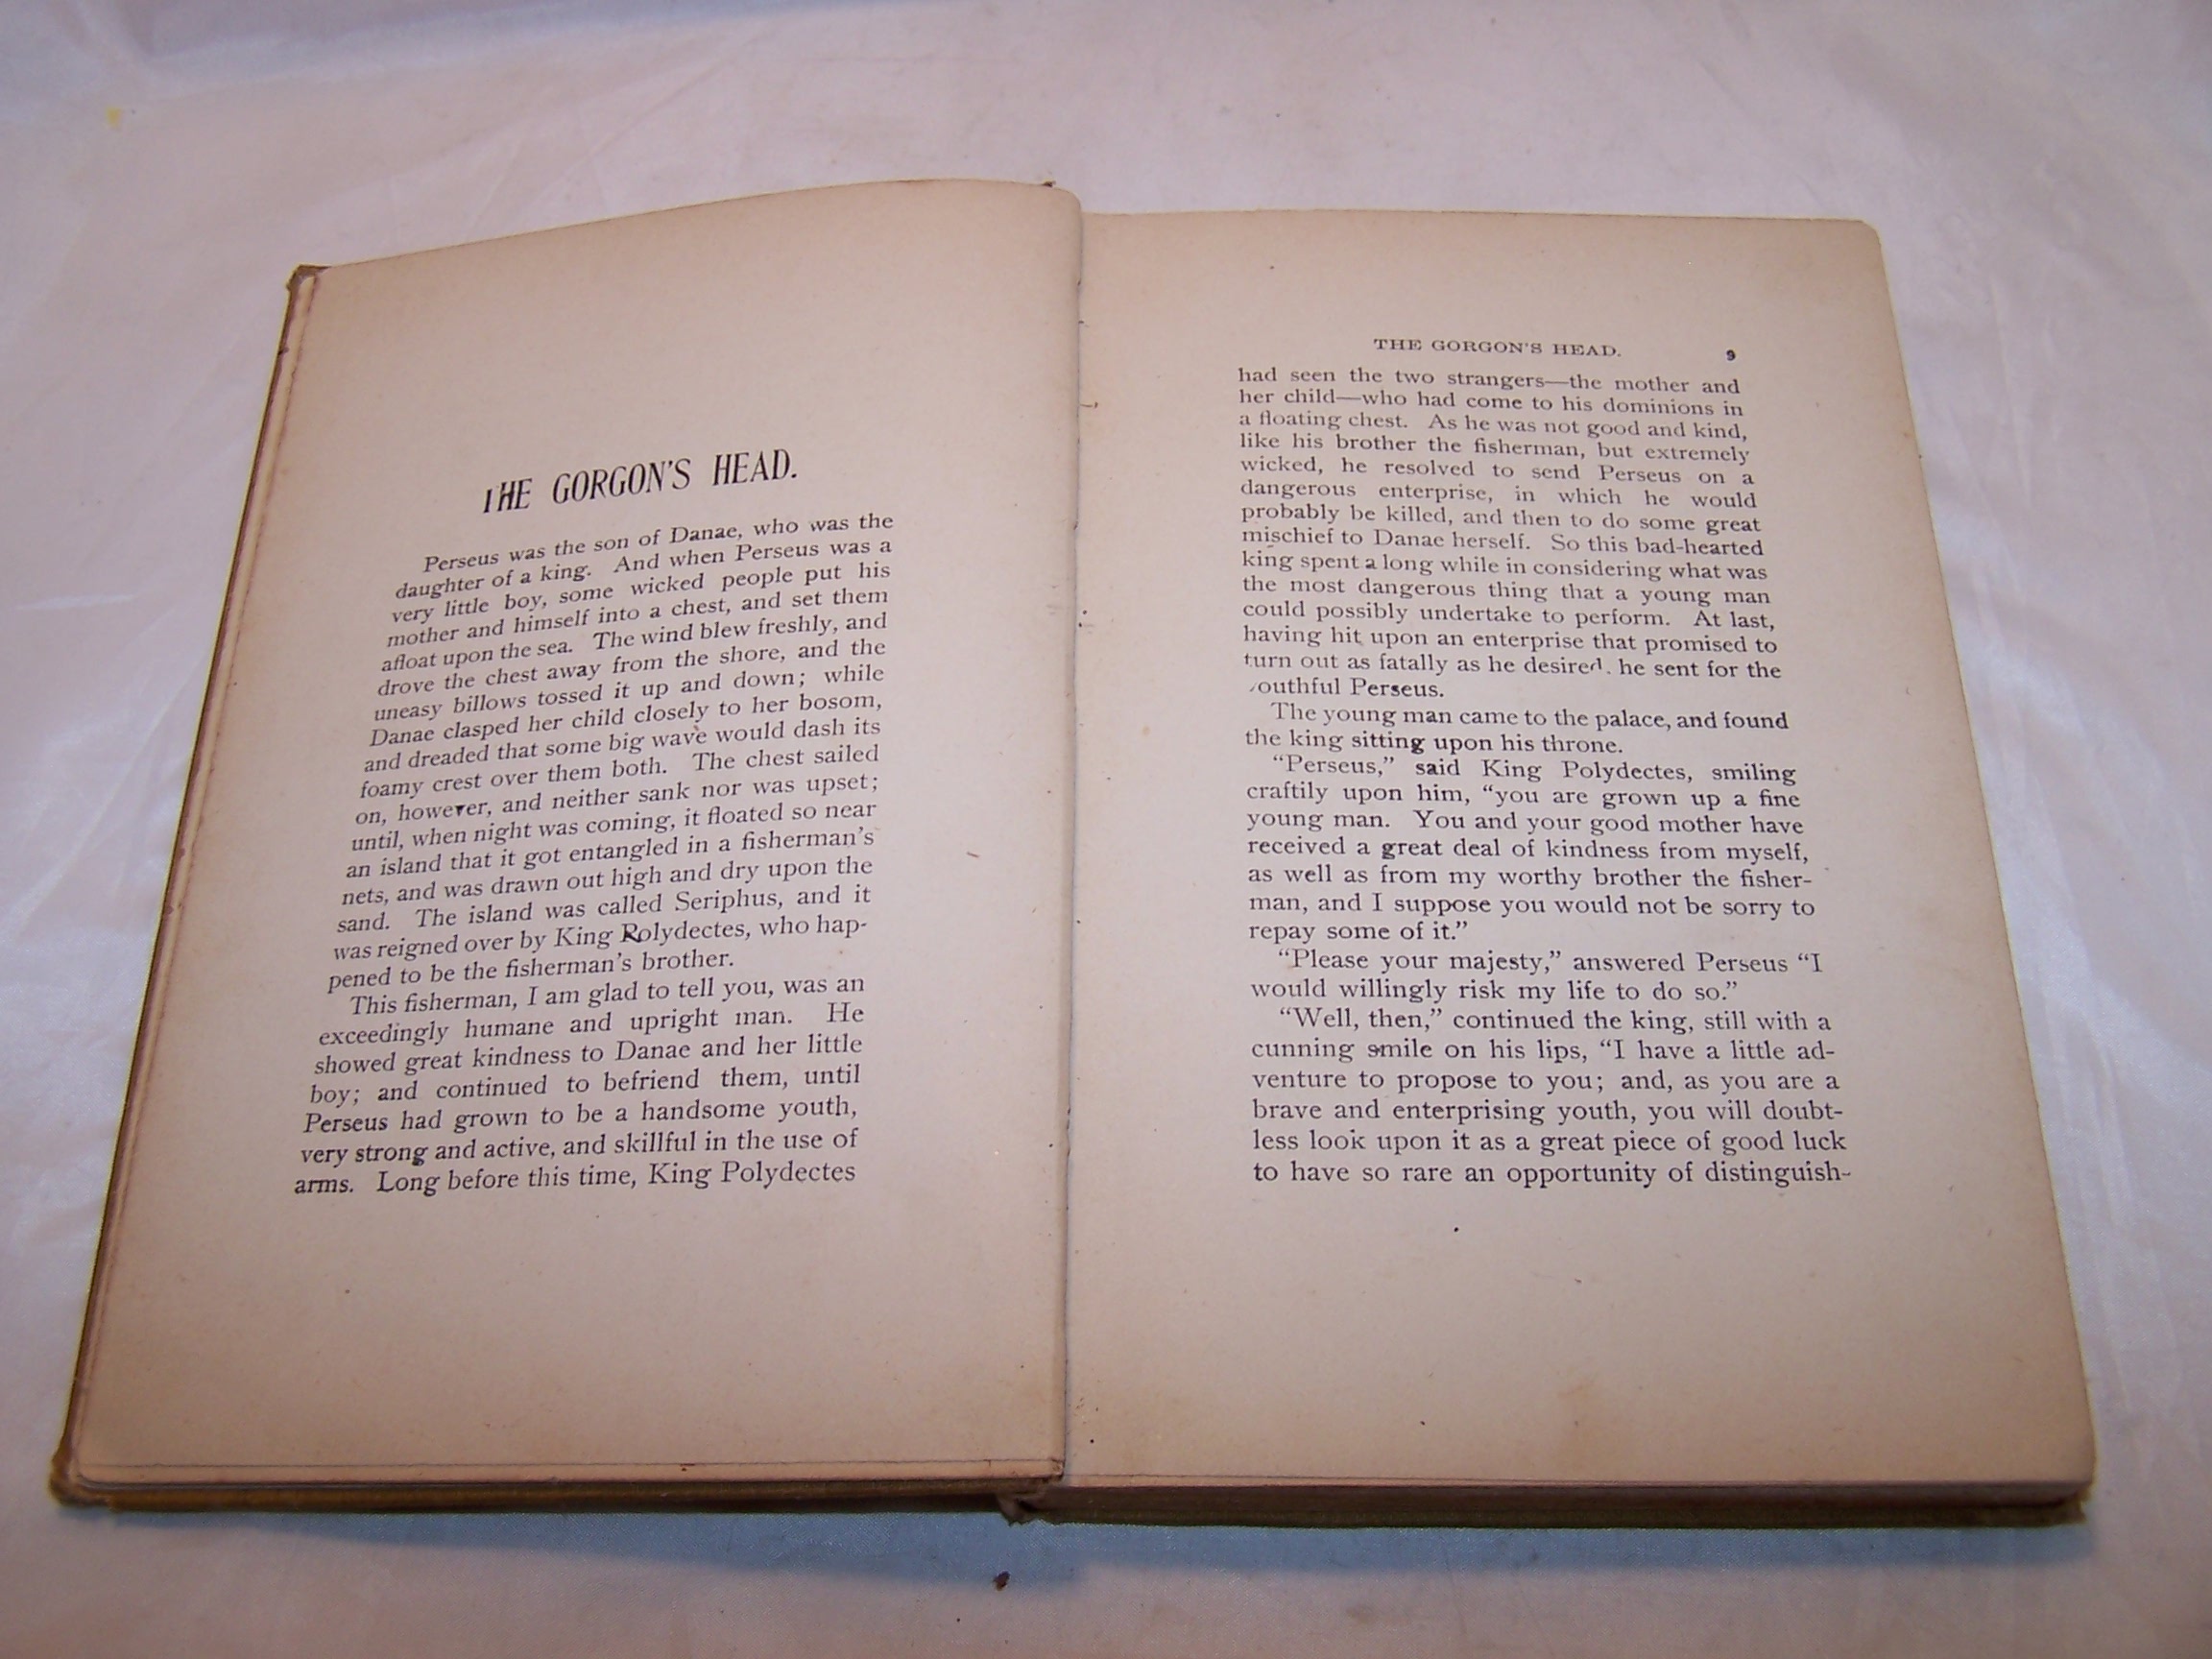 THE GORGON'S HEAD.
Perseus was the son of Danae, who was the
daughter of a king. And when Perseus was a
very little boy, some wicked people put his
mother and himself into a chest, and set them
afloat upon the sea. The wind blew freshly, and
drove the chest away from the shore, and the
uneasy billows tossed it up and down; while
Danae clasped her child closely to her bosom,
and dreaded that some big wave would dash its
foamy crest over them both. The chest sailed
on, however, and neither sank nor was upset;
until, when night was coming, it floated so near
an island that it got entangled in a fisherman's
nets, and was drawn out high and dry upon the
sand. The island was called Seriphus, and it
was reigned over by King Polydectes, who hap-
pened to be the fisherman's brother.
This fisherman, I am glad to tell you, was an
exceedingly humane and upright man. He
showed great kindness to Danae and her little
boy; and continued to befriend them, until
Perseus had grown to be a handsome youth,
very strong and active, and skillful in the use of
arms. Long before this time, King Polydectes
THE GORGON'S HEAD. 9
had seen the two strangers—the mother and
her child—who had come to his dominions in
a floating chest. As he was not good and kind,
like his brother the fisherman, but extremely
wicked, he resolved to send Perseus on a
dangerous enterprise, in which he would
probably be killed, and then to do some great
mischief to Danae herself. So this bad-hearted
king spent a long while in considering what was
the most dangerous thing that a young man
could possibly undertake to perform. At last,
having hit upon an enterprise that promised to
turn out as fatally as he desired, he sent for the
youthful Perseus.
The young man came to the palace, and found
the king sitting upon his throne.
"Perseus," said King Polydectes, smiling
craftily upon him, "you are grown up a fine
young man. You and your good mother have
received a great deal of kindness from myself,
as well as from my worthy brother the fisher-
man, and I suppose you would not be sorry to
repay some of it."
"Please your majesty," answered Perseus "I
would willingly risk my life to do so."
"Well, then," continued the king, still with a
cunning smile on his lips, "I have a little ad-
venture to propose to you; and, as you are a
brave and enterprising youth, you will doubt-
less look upon it as a great piece of good luck
to have so rare an opportunity of distinguish-